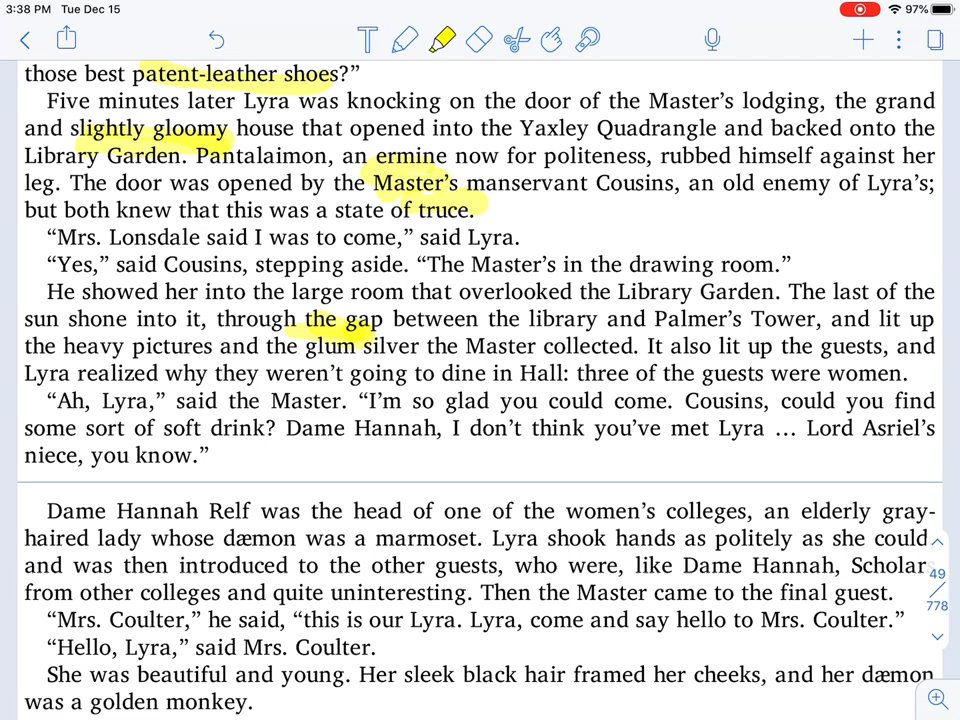 3:38 PM Tue Dec 15
97%
T
those best patent-leather shoes?”
Five minutes later Lyra was knocking on the door of the Master’s lodging, the grand
and slightly gloomy house that opened into the Yaxley Quadrangle and backed onto the
Library Garden. Pantalaimon, an ermine now for politeness, rubbed himself against her
leg. The door was opened by the Master’s manservant Cousins, an old enemy of Lyra’s;
but both knew that this was a state of truce.
“Mrs. Lonsdale said I was to come,” said Lyra.
“Yes,” said Cousins, stepping aside. “The Master’s in the drawing room.”
He showed her into the large room that overlooked the Library Garden. The last of the
sun shone into it, through the gap between the library and Palmer’s Tower, and lit up
the heavy pictures and the glum silver the Master collected. It also lit up the guests, and
Lyra realized why they weren’t going to dine in Hall: three of the guests were women.
“Ah, Lyra,” said the Master. “I’m so glad you could come. Cousins, could you find
some sort of soft drink? Dame Hannah, I don’t think you’ve met Lyra … Lord Asriel’s
niece, you know.”
Dame Hannah Relf was the head of one of the women’s colleges, an elderly gray-
haired lady whose dæmon was a marmoset. Lyra shook hands as politely as she could,
and was then introduced to the other guests, who were, like Dame Hannah, Scholars
from other colleges and quite uninteresting. Then the Master came to the final guest.
“Mrs. Coulter,” he said, “this is our Lyra. Lyra, come and say hello to Mrs. Coulter.”
“Hello, Lyra,” said Mrs. Coulter.
She was beautiful and young. Her sleek black hair framed her cheeks, and her dæmon
was a golden monkey.
49
/
778